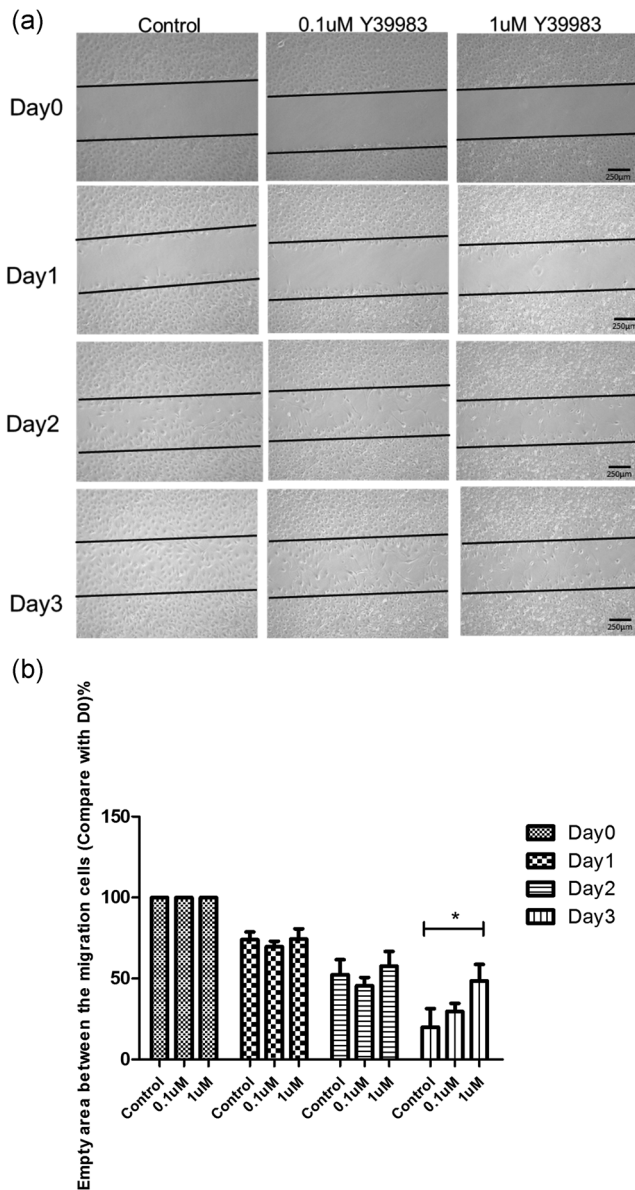 (a)
Control 0.1uM Y39983 1uM Y39983
Day0
250μm
Day1
250μm
Day2
250μm
Day3
250μm
(b)
Empty area between the migration cells (Compare with D0)%
150
100
50
0
Day0
Day1
Day2
Day3
*
Control 0.1uM 1uM Control 0.1uM 1uM Control 0.1uM 1uM Control 0.1uM 1uM